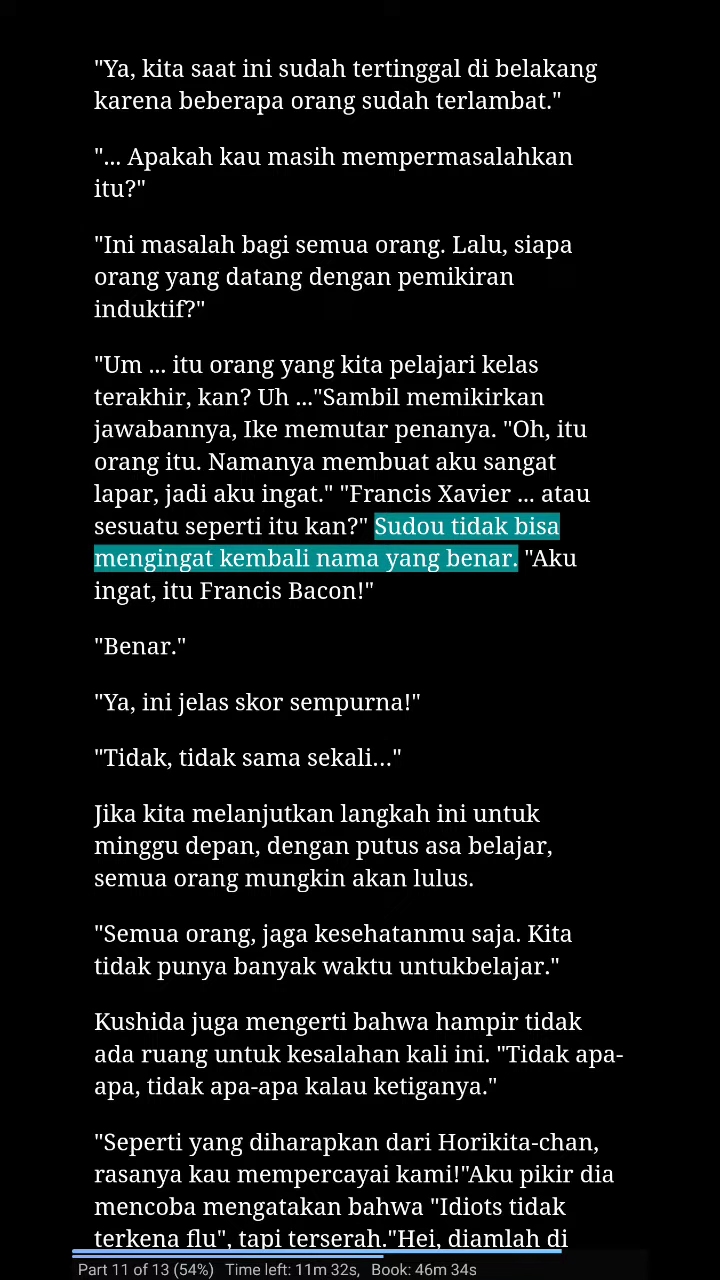 "Ya, kita saat ini sudah tertinggal di belakang
karena beberapa orang sudah terlambat."
"... Apakah kau masih mempermasalahkan
itu?"
"Ini masalah bagi semua orang. Lalu, siapa
orang yang datang dengan pemikiran
induktif?"
"Um ... itu orang yang kita pelajari kelas
terakhir, kan? Uh ..."Sambil memikirkan
jawabannya, Ike memutar penanya. "Oh, itu
orang itu. Namanya membuat aku sangat
lapar, jadi aku ingat." "Francis Xavier ... atau
sesuatu seperti itu kan?" Sudou tidak bisa
mengingat kembali nama yang benar. "Aku
ingat, itu Francis Bacon!"
"Benar."
"Ya, ini jelas skor sempurna!"
"Tidak, tidak sama sekali..."
Jika kita melanjutkan langkah ini untuk
minggu depan, dengan putus asa belajar,
semua orang mungkin akan lulus.
"Semua orang, jaga kesehatanmu saja. Kita
tidak punya banyak waktu untukbelajar."
Kushida juga mengerti bahwa hampir tidak
ada ruang untuk kesalahan kali ini. "Tidak apa-
apa, tidak apa-apa kalau ketiganya."
"Seperti yang diharapkan dari Horikita-chan,
rasanya kau mempercayai kami!"Aku pikir dia
mencoba mengatakan bahwa "Idiots tidak
terkena flu", tapi terserah."Hei, diamlah di
Part 11 of 13 (54%) Time left: 11m 32s, Book: 46m 34s